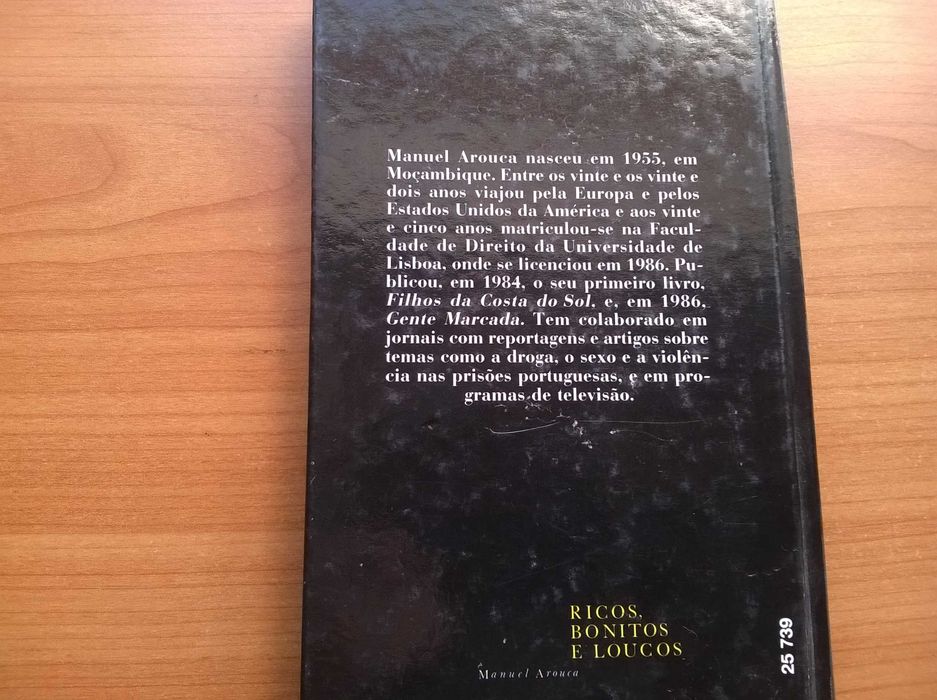 Manuel Arouca nasceu em 1955, em
Moçambique. Entre os vinte e os vinte e
dois anos viajou pela Europa e pelos
Estados Unidos da América e aos vinte
e cinco anos matriculou-se na Facul-
dade de Direito da Universidade de
Lisboa, onde se licenciou em 1986. Pu-
blicou, em 1984, o seu primeiro livro,
Filhos da Costa do Sol, e, em 1986,
Gente Marcada. Tem colaborado em
jornais com reportagens e artigos sobre
temas como a droga, o sexo e a violên-
cia nas prisões portuguesas, e em pro-
gramas de televisão.
RICOS,
BONITOS
E LOUCOS
Manuel Arouca
25 739